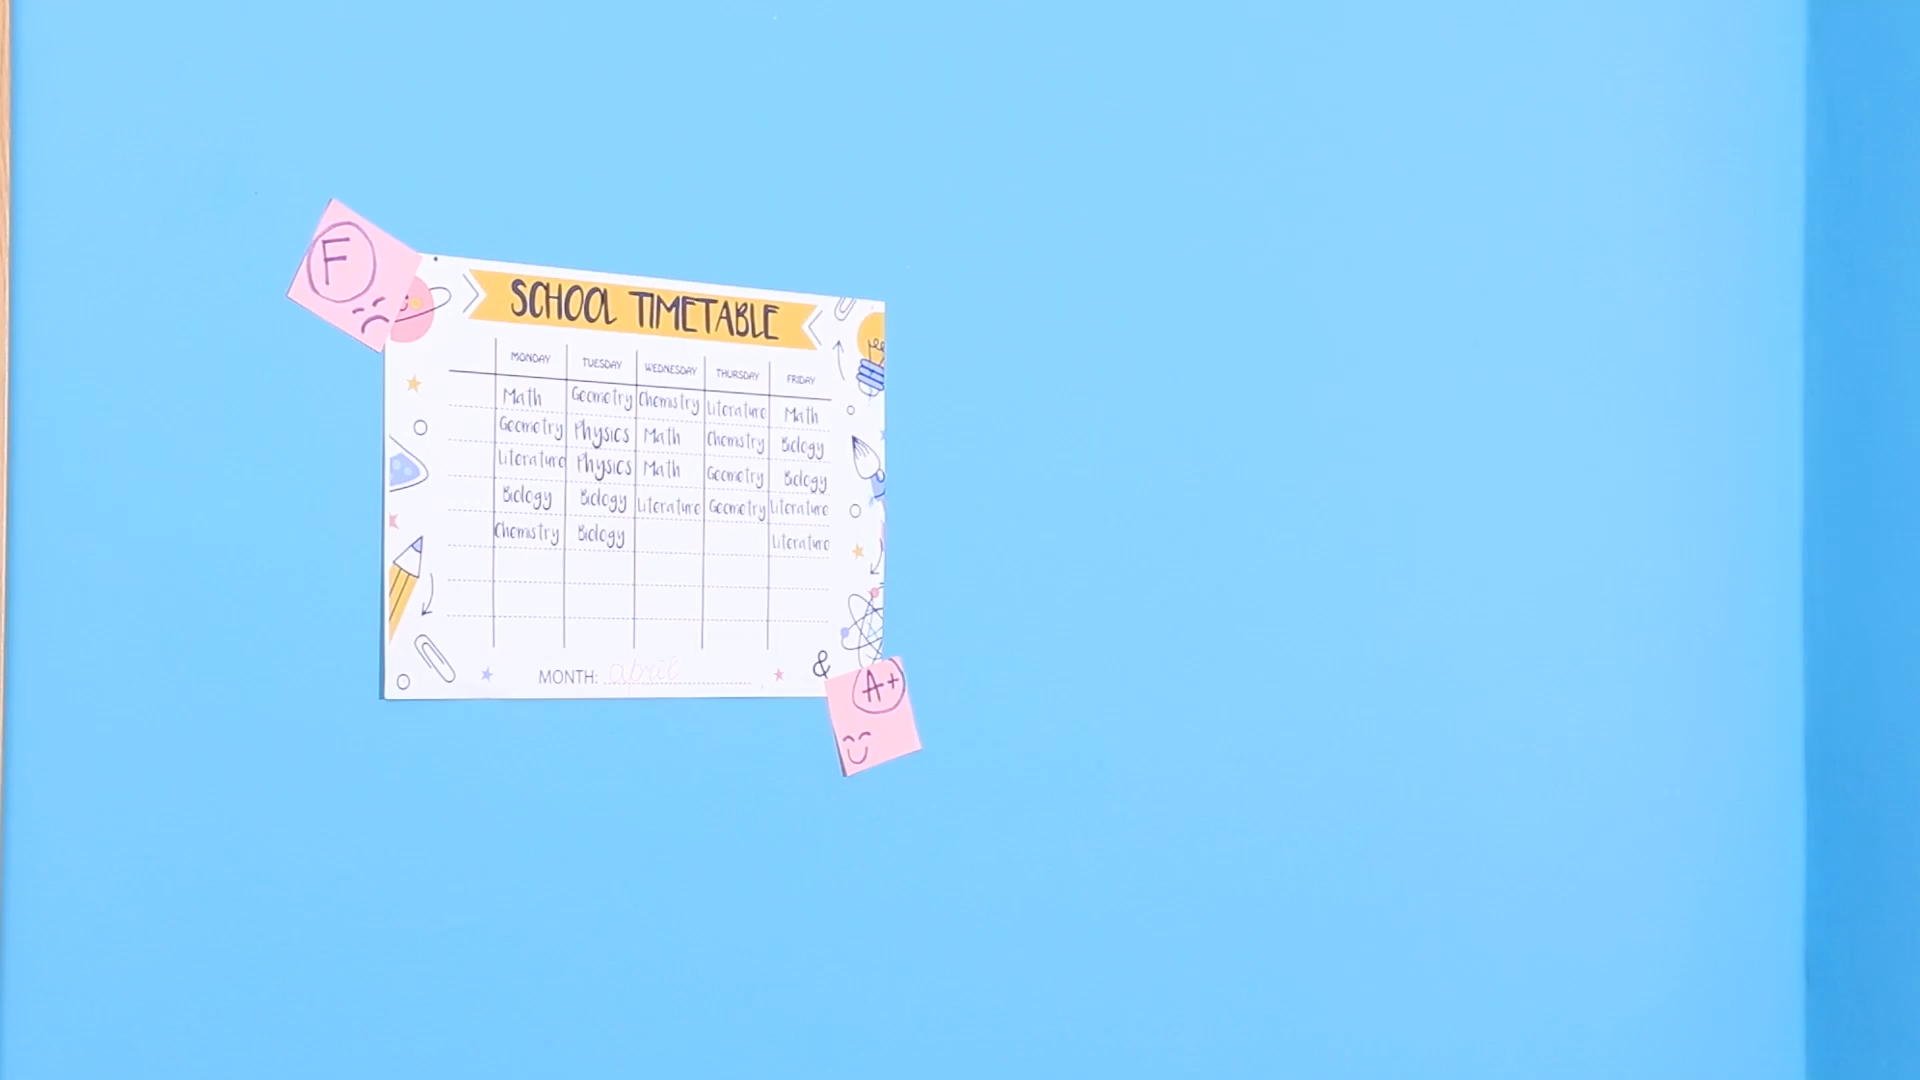 F
SCHOOL TIMETABLE
MONDAY TUESDAY WEDNESDAY THURSDAY FRIDAY
Math Geometry Chemistry Literature Math
Geometry Physics Math Chemistry Biology
Literature Physics Math Geometry Biology
Biology Biology Literature Geometry Literature
Chemistry Biology Literature
&
MONTH: april
A+